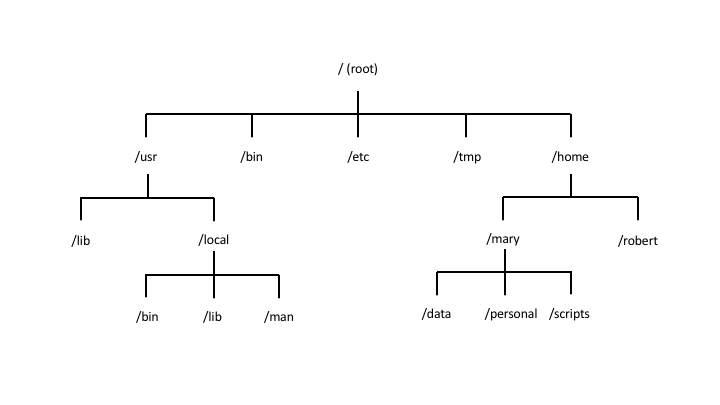 / (root)
/usr
/bin
/etc
/tmp
/home
/lib
/local
/mary
/robert
/bin
/lib
/man
/data
/personal
/scripts